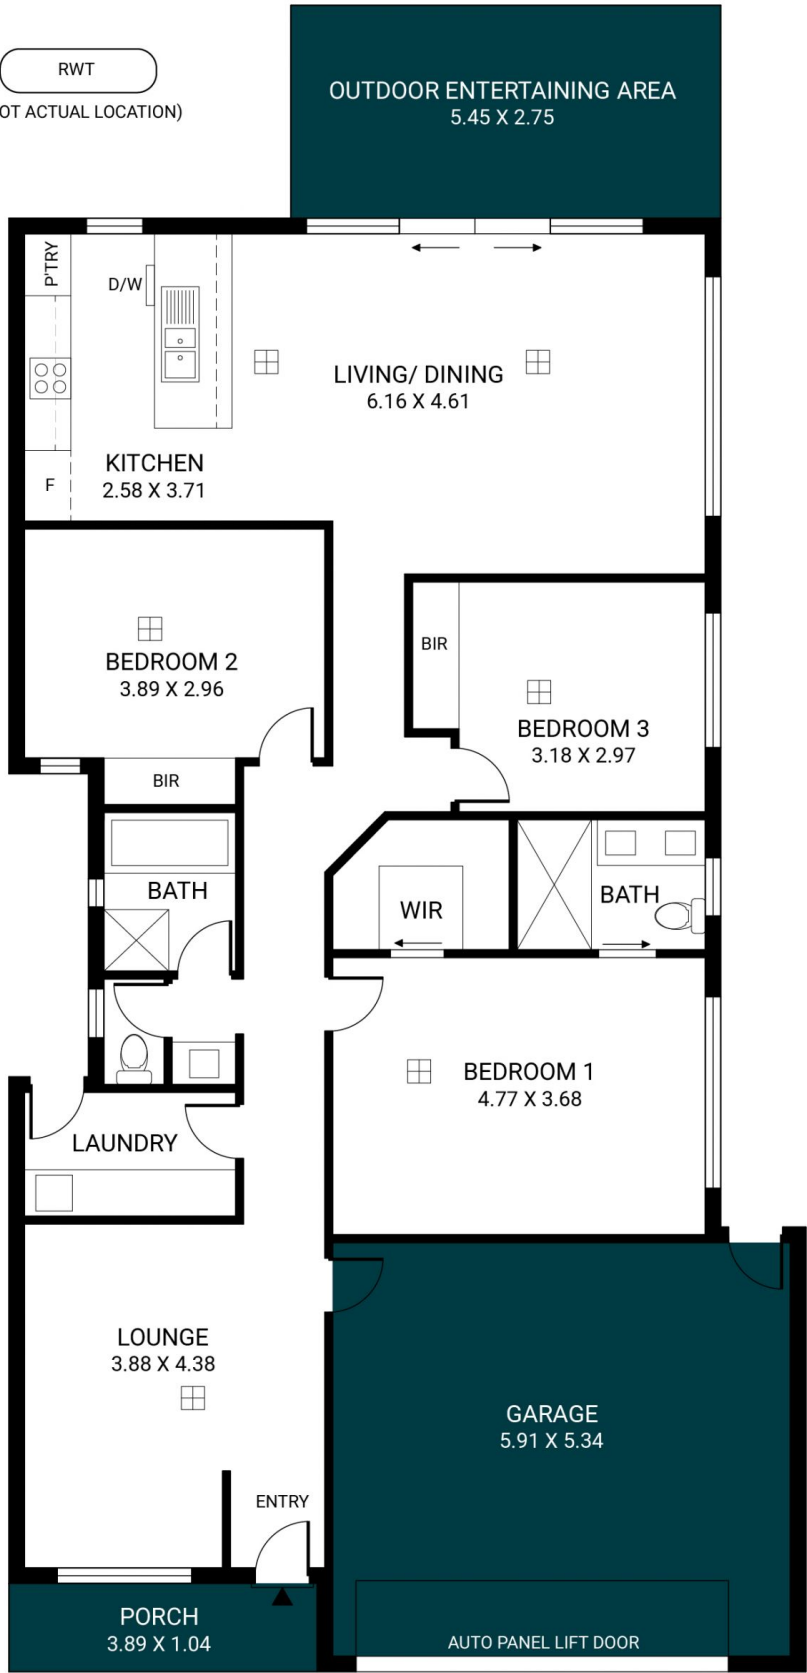 RWT
OT ACTUAL LOCATION)
OUTDOOR ENTERTAINING AREA
5.45 X 2.75
P'TRY
D/W
LIVING/ DINING
6.16 X 4.61
KITCHEN
2.58 X 3.71
F
BEDROOM 2
3.89 X 2.96
BIR
BIR
BEDROOM 3
3.18 X 2.97
BATH
WIR
BATH
BEDROOM 1
4.77 X 3.68
LAUNDRY
LOUNGE
3.88 X 4.38
GARAGE
5.91 X 5.34
ENTRY
PORCH
3.89 X 1.04
AUTO PANEL LIFT DOOR